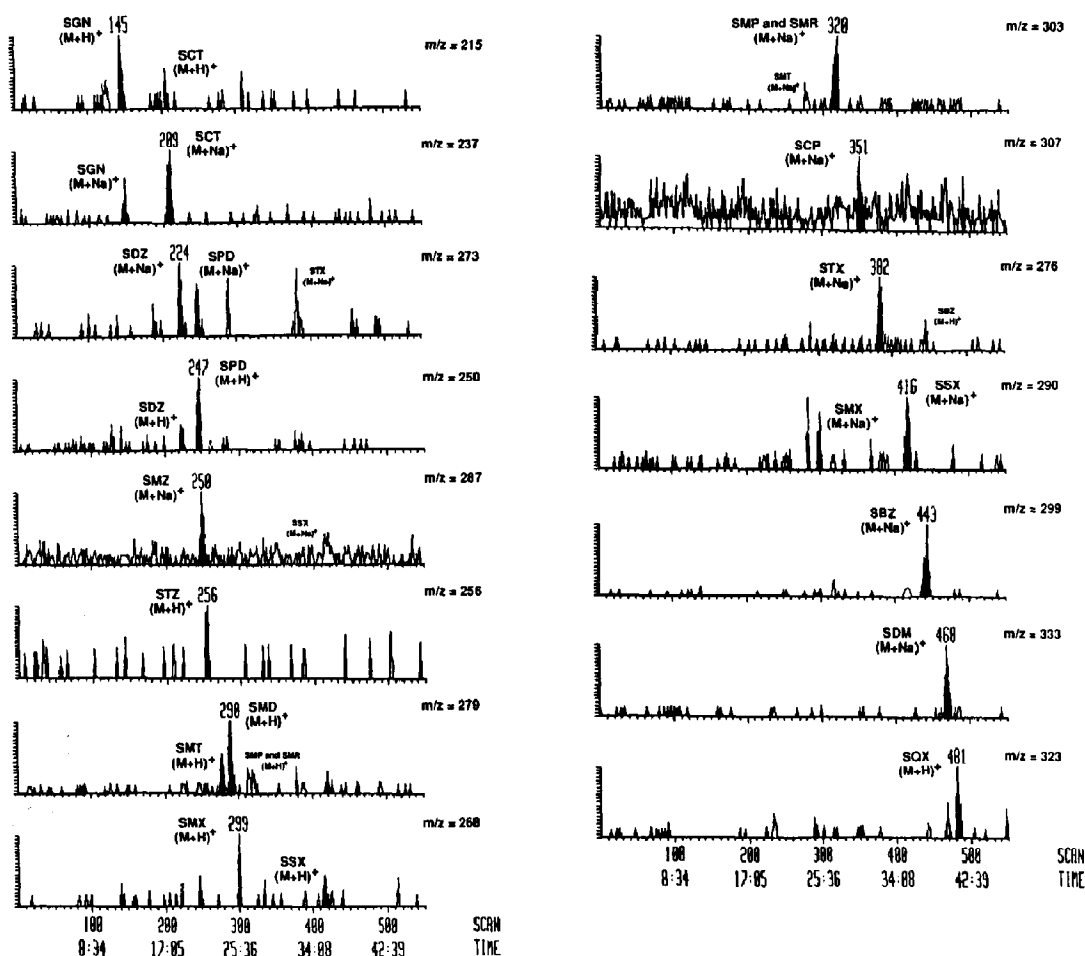 SGN 145
(M+H)+
SCT
(M+H)+
m/z = 215
209 SCT
(M+Na)+
SGN
(M+Na)+
m/z = 237
SDZ 224 SPD
(M+Na)+ (M+Na)+
STX
(M+Na)+
m/z = 273
247 SPD
(M+H)+
SDZ
(M+H)+
m/z = 250
SMZ 250
(M+Na)+
SSX
(M+Na)+
m/z = 287
STZ 256
(M+H)+
m/z = 256
290 SMD
(M+H)+
SMT
(M+H)+
SMP and SMR
(M+H)+
m/z = 279
SMX 299
(M+H)+
SSX
(M+H)+
m/z = 268
100 200 300 400 500 SCAN
8:34 17:05 25:36 34:08 42:39 TIME
SMP and SMR 320
(M+Na)+
SMT
(M+Na)+
m/z = 303
SCP 351
(M+Na)+
m/z = 307
STX 382
(M+Na)+
SBZ
(M+H)+
m/z = 276
416 SSX
(M+Na)+
SMX
(M+Na)+
m/z = 290
SBZ 443
(M+Na)+
m/z = 299
SDM 460
(M+Na)+
m/z = 333
SQX 481
(M+H)+
m/z = 323
100 200 300 400 500 SCAN
8:34 17:05 25:36 34:08 42:39 TIME